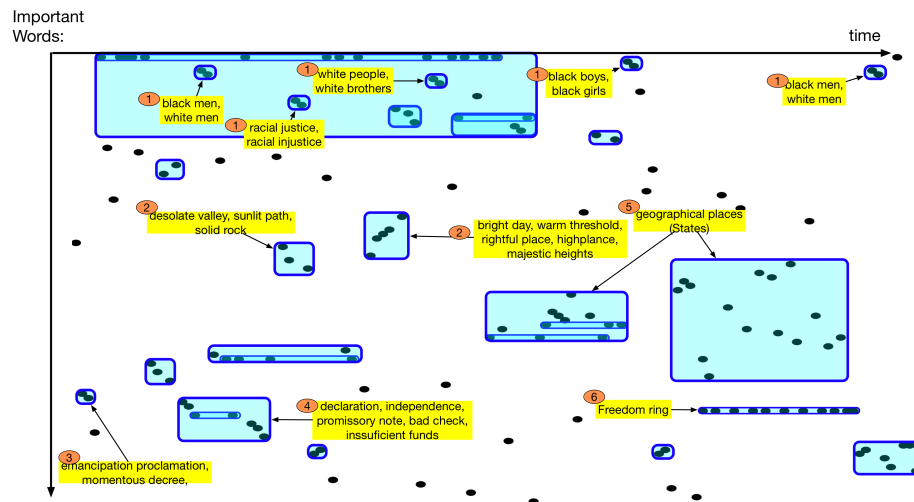 Important
Words:
time
1
white people,
white brothers
1
black boys,
black girls
1
black men,
white men
1
black men,
white men
1
racial justice,
racial injustice
2
desolate valley, sunlit path,
solid rock
2
bright day, warm threshold,
rightful place, highplance,
majestic heights
5
geographical places
(States)
4
declaration, independence,
promissory note, bad check,
inssuficient funds
6
Freedom ring
3
emancipation proclamation,
momentous decree,